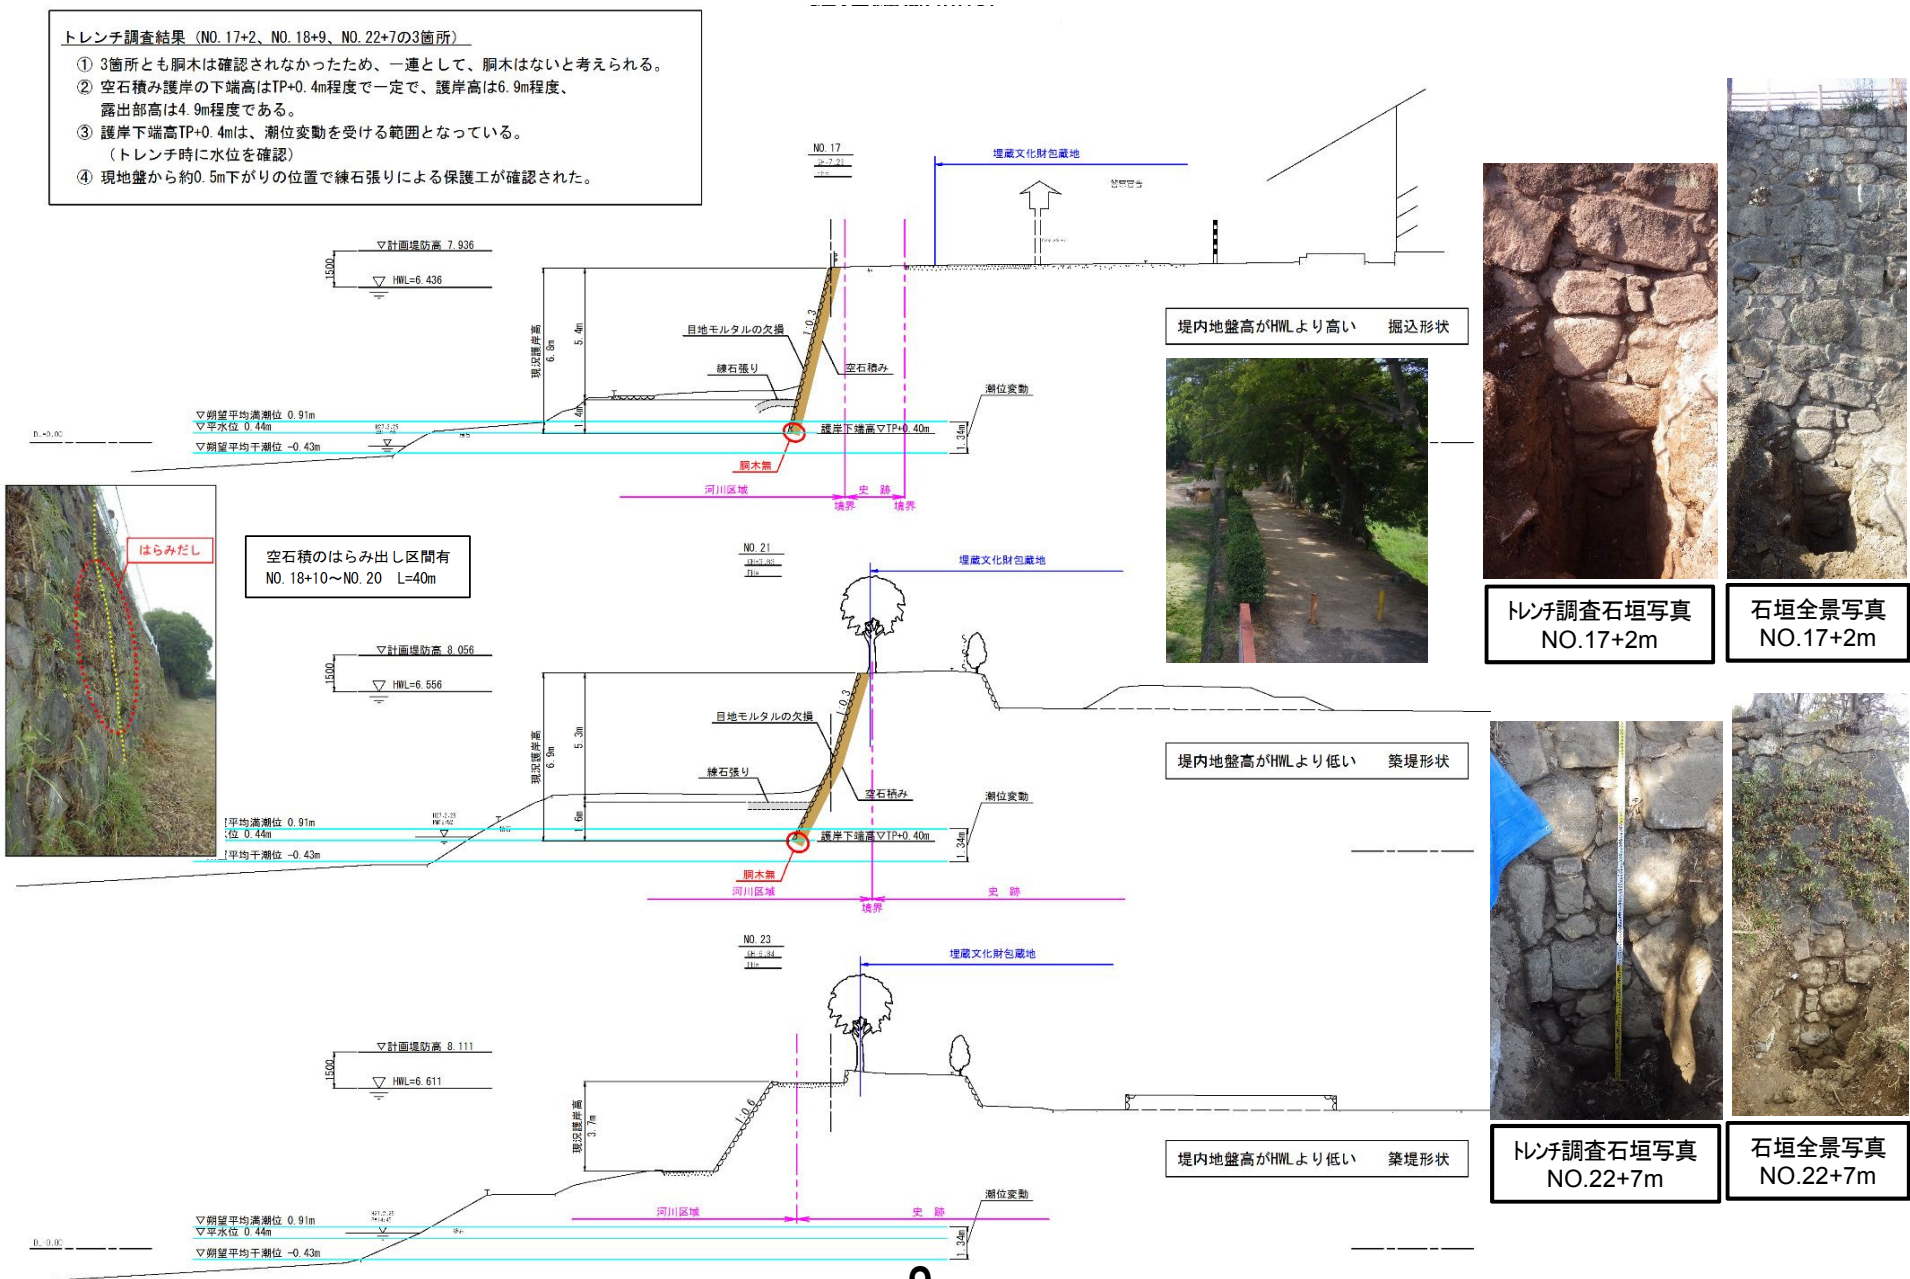 トレンチ調査結果（NO.17+2、NO.18+9、NO.22+7の3箇所）
① 3箇所とも胴木は確認されなかったため、一連として、胴木はないと考えられる。
② 空石積み護岸の下端高はTP+0.4m程度で一定で、護岸高は6.9m程度、
露出部高は4.9m程度である。
③ 護岸下端高TP+0.4mは、潮位変動を受ける範囲となっている。
（トレンチ時に水位を確認）
④ 現地盤から約0.5m下がりの位置で練石張りによる保護工が確認された。
NO.17
埋蔵文化財包蔵地
▽計画堤防高 7.936
1500
HWL=6.436
現況護岸高
6.8m
5.4m
1.4m
1:0.3
目地モルタルの欠損
練石張り
空石積み
潮位変動
▽朔望平均満潮位 0.91m
▽平水位 0.44m
▽朔望平均干潮位 -0.43m
護岸下端高▽TP+0.40m
1.34m
胴木無
河川区域
史 跡
境界
境界
堤内地盤高がHWLより高い 掘込形状
はらみだし
空石積のはらみ出し区間有
NO.18+10～NO.20 L=40m
NO.21
埋蔵文化財包蔵地
▽計画堤防高 8.056
1500
HWL=6.556
現況護岸高
6.9m
5.3m
1.6m
1:0.3
目地モルタルの欠損
練石張り
空石積み
潮位変動
平均満潮位 0.91m
位 0.44m
平均干潮位 -0.43m
護岸下端高▽TP+0.40m
1.34m
胴木無
河川区域
史 跡
境界
堤内地盤高がHWLより低い 築堤形状
NO.23
埋蔵文化財包蔵地
▽計画堤防高 8.111
1500
HWL=6.611
現況護岸高
3.7m
1:0.6
潮位変動
▽朔望平均満潮位 0.91m
▽平水位 0.44m
▽朔望平均干潮位 -0.43m
1.34m
河川区域
史 跡
堤内地盤高がHWLより低い 築堤形状
トレンチ調査石垣写真
NO.17+2m
石垣全景写真
NO.17+2m
トレンチ調査石垣写真
NO.22+7m
石垣全景写真
NO.22+7m